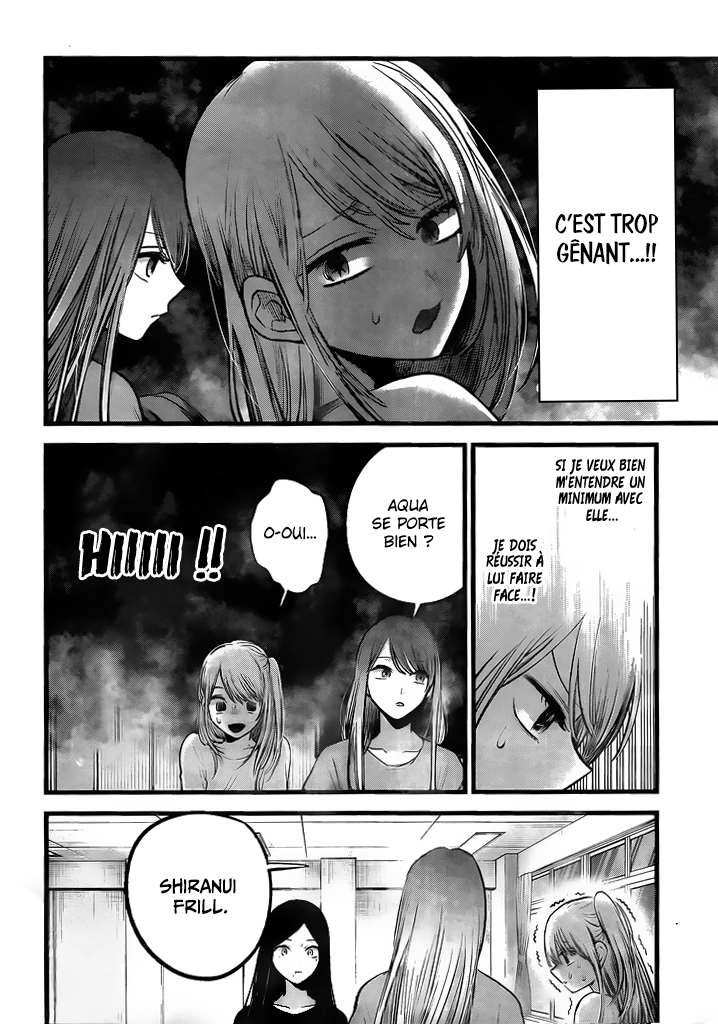 C'EST TROP
GÊNANT...!!
SI JE VEUX BIEN
M'ENTENDRE UN
MINIMUM AVEC
ELLE...
JE DOIS
RÉUSSIR À
LUI FAIRE
FACE...!
AQUA
SE PORTE
BIEN ?
O-OUI...
HIIIII !!
SHIRANUI
FRILL.